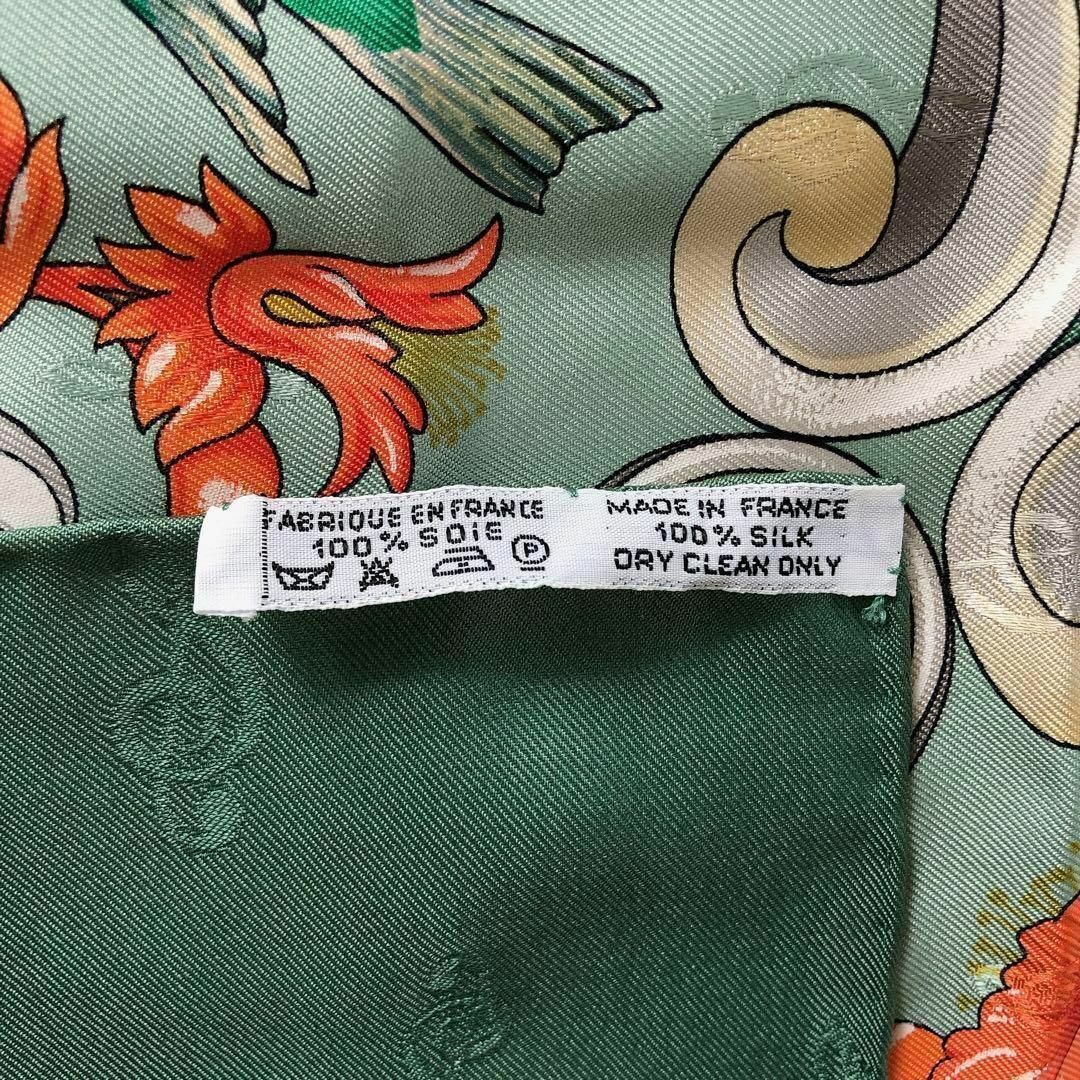 FABRIQUE EN FRANCE
100% SOIE
P
MADE IN FRANCE
100% SILK
DRY CLEAN ONLY